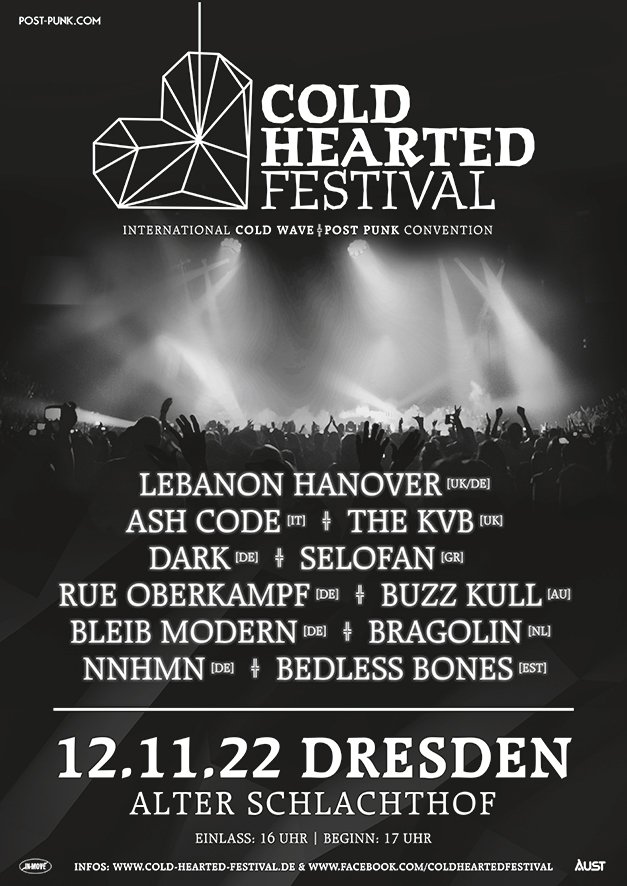 POST-PUNK.COM
COLD
HEARTED
FESTIVAL
INTERNATIONAL COLD WAVE ╬ POST PUNK CONVENTION
LEBANON HANOVER [UK/DE]
ASH CODE [IT] ╬ THE KVB [UK]
DARK [DE] ╬ SELOFAN [GR]
RUE OBERKAMPF [DE] ╬ BUZZ KULL [AU]
BLEIB MODERN [DE] ╬ BRAGOLIN [NL]
NNHMN [DE] ╬ BEDLESS BONES [EST]
12.11.22 DRESDEN
ALTER SCHLACHTHOF
EINLASS: 16 UHR | BEGINN: 17 UHR
IN-MOVE
INFOS: WWW.COLD-HEARTED-FESTIVAL.DE & WWW.FACEBOOK.COM/COLDHEARTEDFESTIVAL
AUST